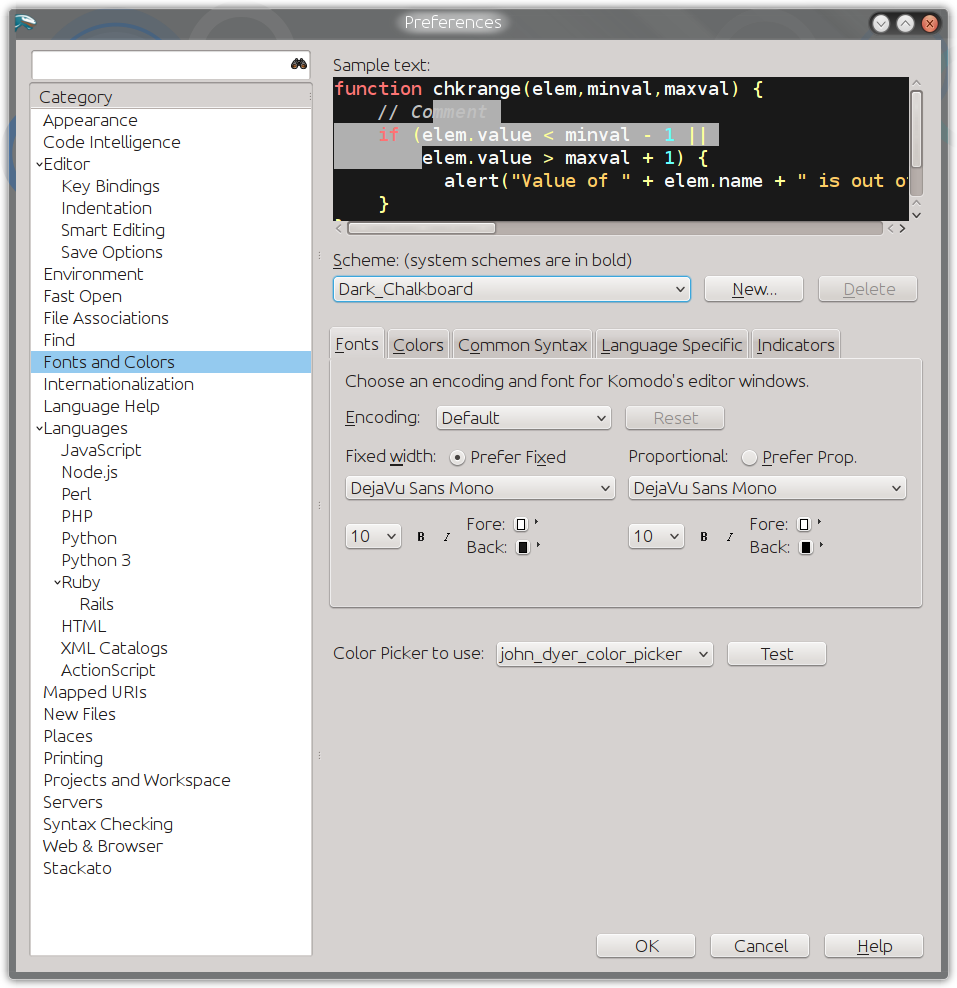 Preferences
Category
Appearance
Code Intelligence
Editor
Key Bindings
Indentation
Smart Editing
Save Options
Environment
Fast Open
File Associations
Find
Fonts and Colors
Internationalization
Language Help
Languages
JavaScript
Node.js
Perl
PHP
Python
Python 3
Ruby
Rails
HTML
XML Catalogs
ActionScript
Mapped URIs
New Files
Places
Printing
Projects and Workspace
Servers
Syntax Checking
Web & Browser
Stackato
Sample text:
function chkrange(elem,minval,maxval) {
// Comment
if (elem.value < minval - 1 ||
elem.value > maxval + 1) {
alert("Value of " + elem.name + " is out of
}
Scheme: (system schemes are in bold)
Dark_Chalkboard New... Delete
Fonts Colors Common Syntax Language Specific Indicators
Choose an encoding and font for Komodo's editor windows.
Encoding: Default Reset
Fixed width: Prefer Fixed Proportional: Prefer Prop.
DejaVu Sans Mono DejaVu Sans Mono
10 B I Fore: 10 B I Fore:
Back: Back:
Color Picker to use: john_dyer_color_picker Test
OK Cancel Help